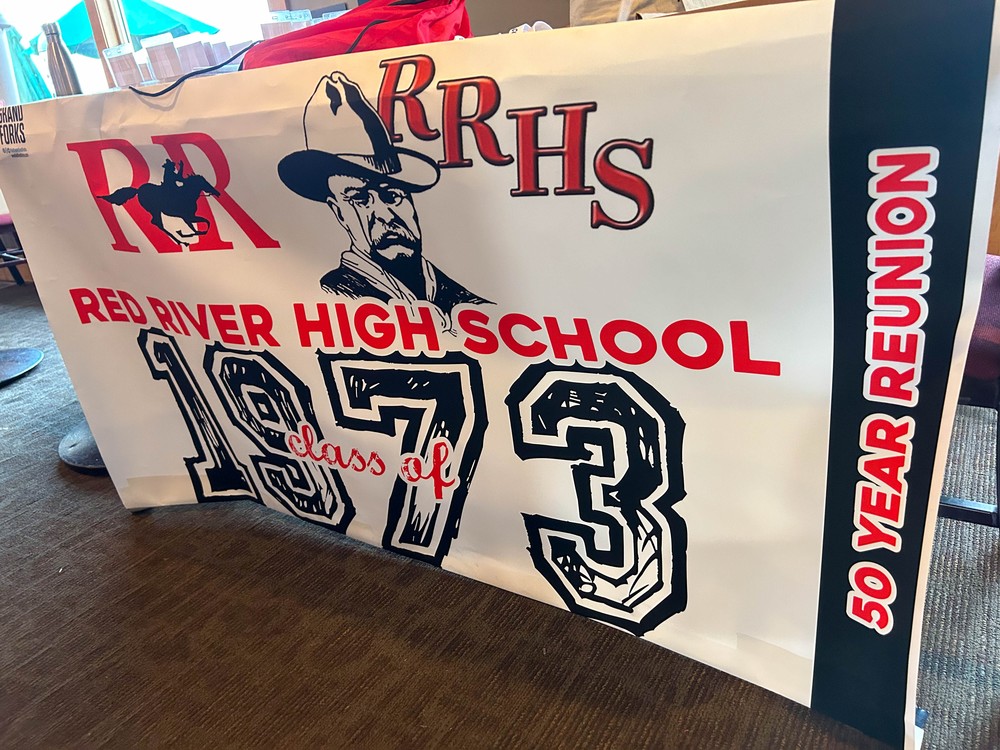 GRAND
FORKS
RR
RRHS
RED RIVER HIGH SCHOOL
1973
class of
50 YEAR REUNION